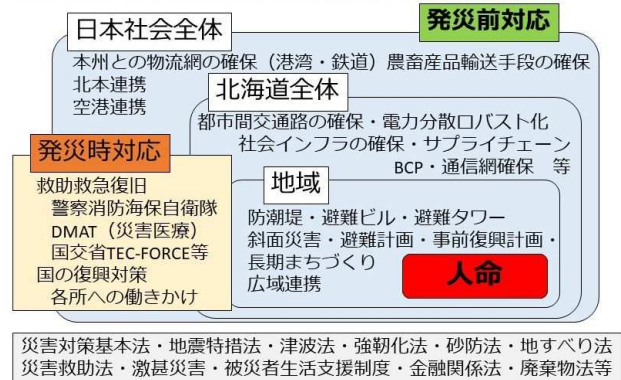 発災前対応
日本社会全体
本州との物流網の確保（港湾・鉄道）農畜産品輸送手段の確保
北本連携
空港連携
北海道全体
都市間交通路の確保・電力分散ロバスト化
社会インフラの確保・サプライチェーン
BCP・通信網確保　等
発災時対応
救助救急復旧
警察消防海保自衛隊
DMAT（災害医療）
国交省TEC-FORCE等
国の復興対策
各所への働きかけ
地域
防潮堤・避難ビル・避難タワー
斜面災害・避難計画・事前復興計画・
長期まちづくり
広域連携
人命
災害対策基本法・地震特措法・津波法・強靭化法・砂防法・地すべり法
災害救助法・激甚災害・被災者生活支援制度・金融関係法・廃棄物法等